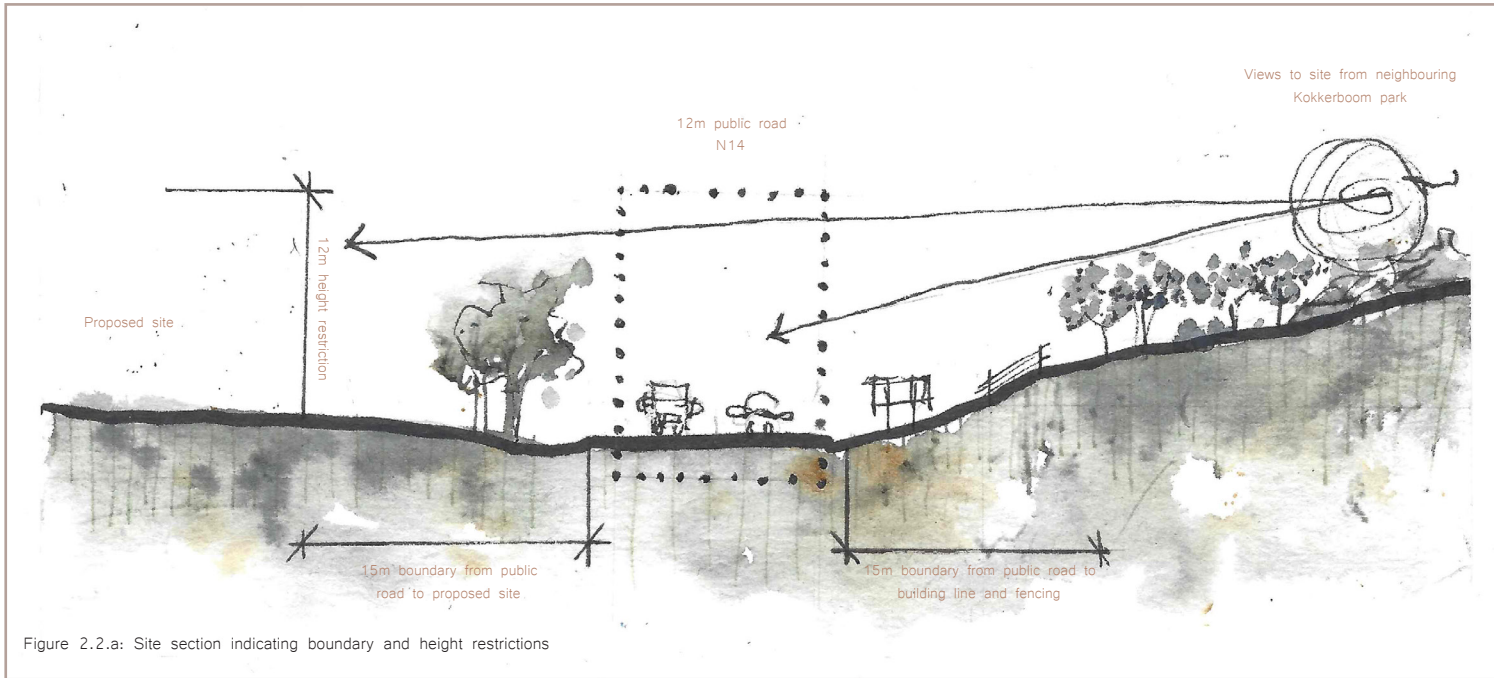 Views to site from neighbouring
Kokkerboom park
12m public road
N14
12m height restriction
Proposed site
15m boundary from public
road to proposed site
15m boundary from public road to
building line and fencing
Figure 2.2.a: Site section indicating boundary and height restrictions